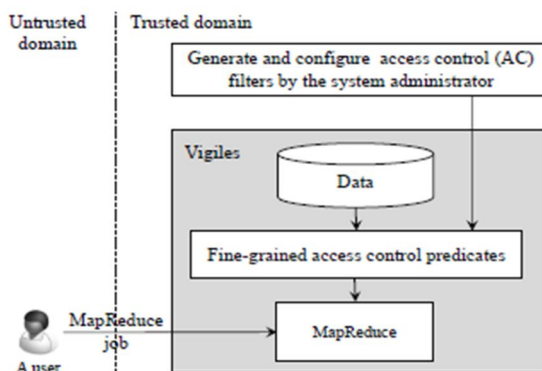 Untrusted
domain
Trusted domain
Generate and configure access control (AC)
filters by the system administrator
Vigiles
Data
Fine-grained access control predicates
MapReduce
MapReduce
job
A user